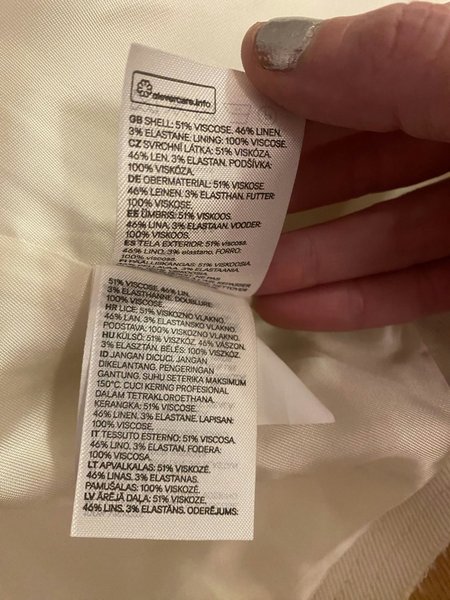 clevercare.info
GB SHELL: 51% VISCOSE. 46% LINEN.
3% ELASTANE. LINING: 100% VISCOSE.
CZ SVRCHNÍ LÁTKA: 51% VISKÓZA.
46% LEN. 3% ELASTAN. PODŠÍVKA:
100% VISKÓZA.
DE OBERMATERIAL: 51% VISKOSE.
46% LEINEN. 3% ELASTHAN. FUTTER:
100% VISKOSE.
EE ÜMBRIS: 51% VISKOOS.
46% LINA. 3% ELASTAAN. VOODER:
100% VISKOOS.
ES TELA EXTERIOR: 51% viscosa.
46% LINO, 3% elastano. FORRO:
100% viscosa.
51% VISKOOSIA.
51% VISCOSE, 46% LIN.
3% ÉLASTHANNE. DOUBLURE:
100% VISCOSE.
HR LICE: 51% VISKOZNO VLAKNO.
46% LAN. 3% ELASTANSKO VLAKNO.
PODSTAVA: 100% VISKOZNO VLAKNO.
HU KÜLSŐ: 51% VISZKÓZ. 46% VÁSZON.
3% ELASZTÁN. BÉLÉS: 100% VISZKÓZ.
ID JANGAN DICUCI. JANGAN
DIKELANTANG. PENGERINGAN
GANTUNG. SUHU SETERIKA MAKSIMUM
150°C. CUCI KERING PROFESIONAL
DALAM TETRAKLOROETHANA.
KERANGKA: 51% VISCOSE.
46% LINEN. 3% ELASTANE. LAPISAN:
100% VISCOSE.
IT TESSUTO ESTERNO: 51% VISCOSA.
46% LINO. 3% ELASTAN. FODERA:
100% VISCOSA.
LT APVALKALAS: 51% VISKOZĖ.
46% LINAS. 3% ELASTANAS.
PAMUŠALAS: 100% VISKOZĖ.
LV ĀRĒJĀ DAĻA: 51% VISKOZE.
46% LINS. 3% ELASTĀNS. ODERĒJUMS: